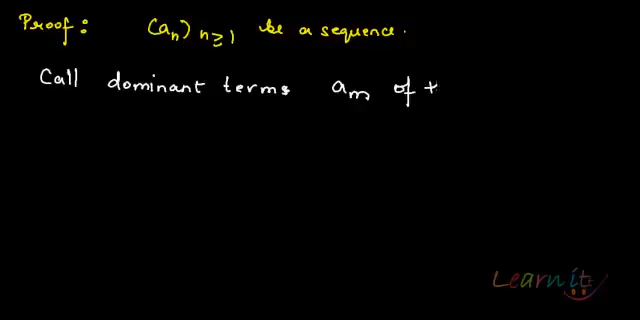 Proof: (aₙ)ₙ≥₁ be a sequence.
Call dominant terms aₘ of t
Learnit